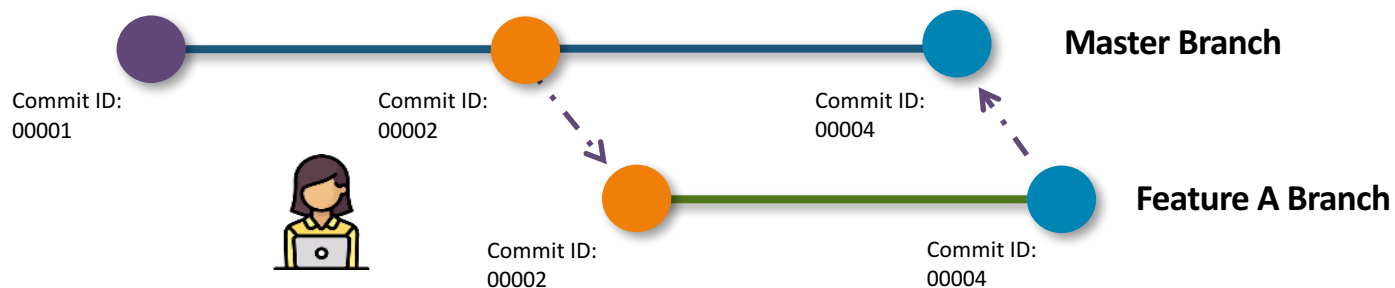 Master Branch
Commit ID:
00001
Commit ID:
00002
Commit ID:
00004
Feature A Branch
Commit ID:
00002
Commit ID:
00004